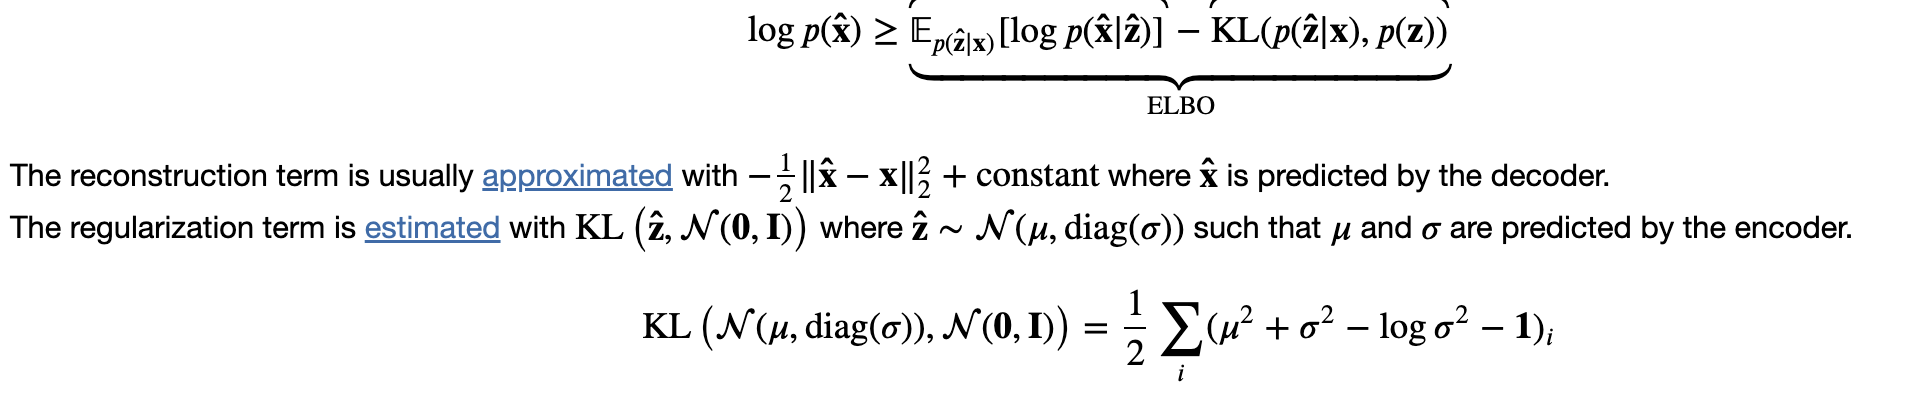 log p(x̂) ≥ 𝔼_{p(ẑ|x)}[log p(x̂|ẑ)] − KL(p(ẑ|x), p(z))
ELBO
The reconstruction term is usually approximated with −½‖x̂ − x‖₂² + constant where x̂ is predicted by the decoder.
The regularization term is estimated with KL (ẑ, 𝒩(0, I)) where ẑ ∼ 𝒩(μ, diag(σ)) such that μ and σ are predicted by the encoder.
KL (𝒩(μ, diag(σ)), 𝒩(0, I)) = 1/2 ∑_i (μ² + σ² − log σ² − 1)_i